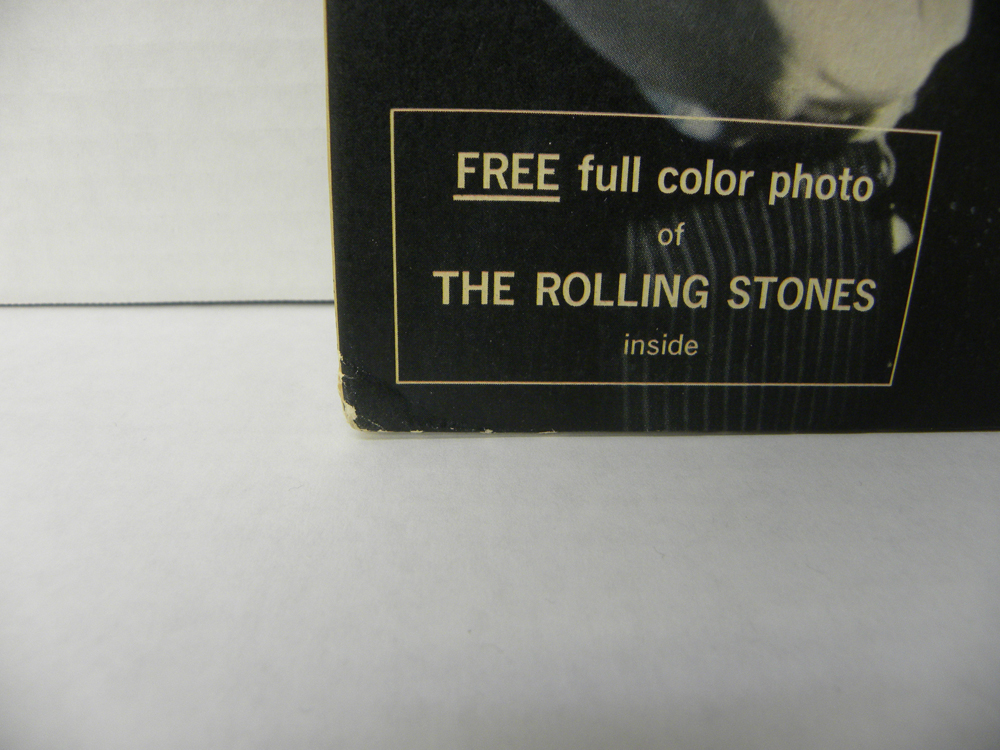 FREE full color photo
of
THE ROLLING STONES
inside